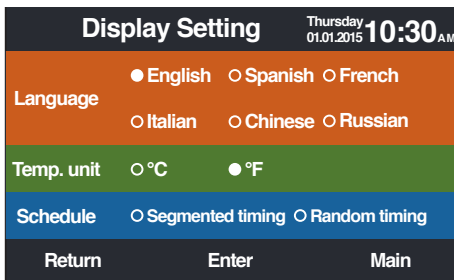 Display Setting Thursday 01.01.2015 10:30 AM
Language English Spanish French
Italian Chinese Russian
Temp. unit °C °F
Schedule Segmented timing Random timing
Return Enter Main